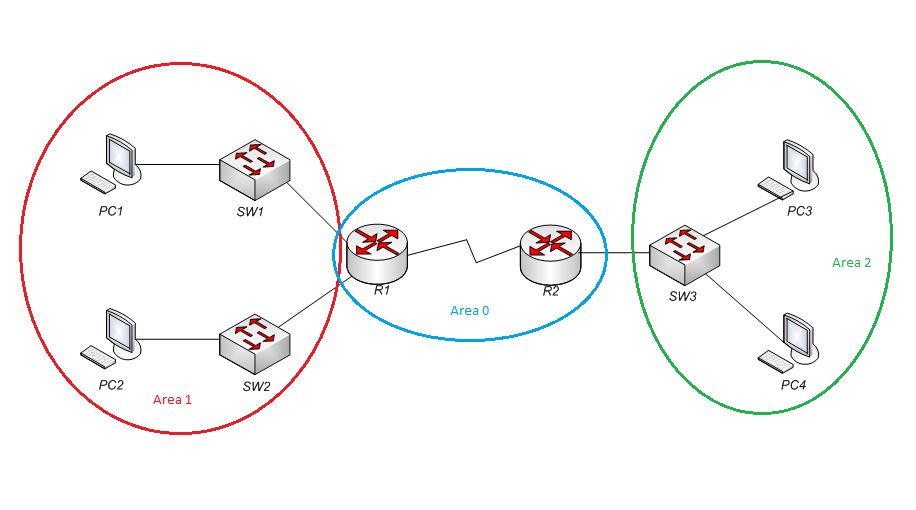 PC1
SW1
PC2
SW2
Area 1
R1
R2
Area 0
SW3
PC3
PC4
Area 2